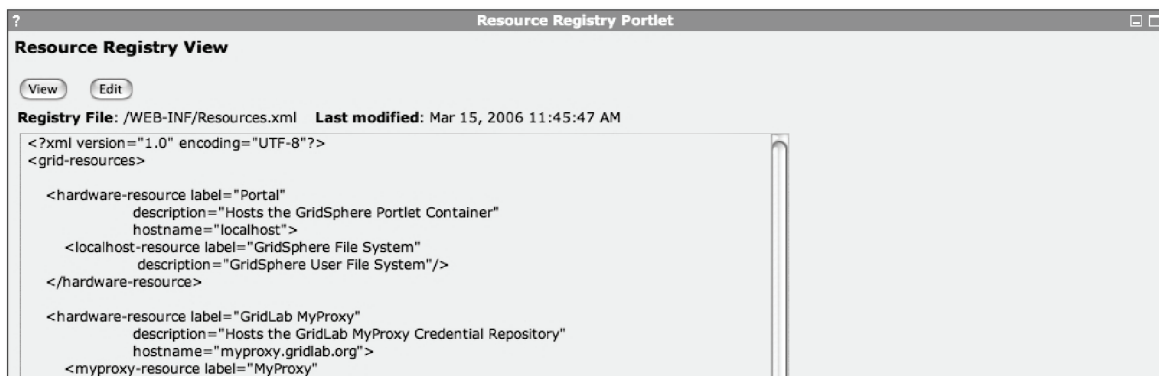 ? Resource Registry Portlet
Resource Registry View
View Edit
Registry File: /WEB-INF/Resources.xml Last modified: Mar 15, 2006 11:45:47 AM
<?xml version="1.0" encoding="UTF-8"?>
<grid-resources>
<hardware-resource label="Portal"
description="Hosts the GridSphere Portlet Container"
hostname="localhost">
<localhost-resource label="GridSphere File System"
description="GridSphere User File System"/>
</hardware-resource>
<hardware-resource label="GridLab MyProxy"
description="Hosts the GridLab MyProxy Credential Repository"
hostname="myproxy.gridlab.org">
<myproxy-resource label="MyProxy"